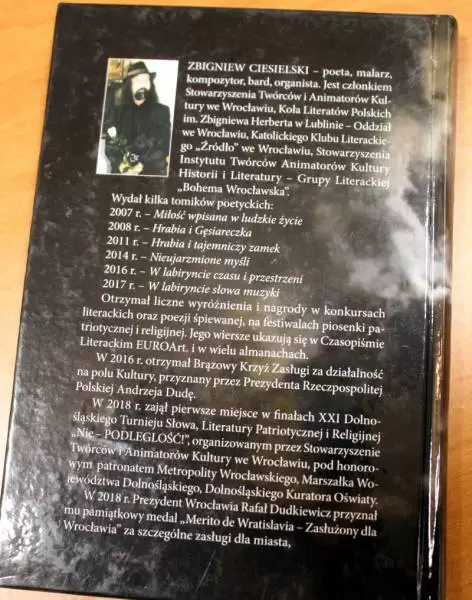 ZBIGNIEW CIESIELSKI – poeta, malarz,
kompozytor, bard, organista. Jest członkiem
Stowarzyszenia Twórców i Animatorów Kul-
tury we Wrocławiu, Koła Literatów Polskich
im. Zbigniewa Herberta w Lublinie – Oddział
we Wrocławiu, Katolickiego Klubu Literackie-
go „Źródło” we Wrocławiu, Stowarzyszenia
Instytutu Twórców Animatorów Kultury
Historii i Literatury – Grupy Literackiej
„Bohema Wrocławska”.
Wydał kilka tomików poetyckich:
2007 r. – Miłość wpisana w ludzkie życie
2008 r. – Hrabia i Gęsiareczka
2011 r. – Hrabia i tajemniczy zamek
2014 r. – Nieujarzmione myśli
2016 r. – W labiryncie czasu i przestrzeni
2017 r. – W labiryncie słowa muzyki
Otrzymał liczne wyróżnienia i nagrody w konkursach
literackich oraz poezji śpiewanej, na festiwalach piosenki pa-
triotycznej i religijnej. Jego wiersze ukazują się w Czasopiśmie
Literackim EUROArt. i w wielu almanachach.
W 2016 r. otrzymał Brązowy Krzyż Zasługi za działalność
na polu Kultury, przyznany przez Prezydenta Rzeczpospolitej
Polskiej Andrzeja Dudę.
W 2018 r. zajął pierwsze miejsce w finałach XXI Dolno-
śląskiego Turnieju Słowa, Literatury Patriotycznej i Religijnej
„Nie – PODLEGŁOŚĆ!”, organizowanym przez Stowarzyszenie
Twórców i Animatorów Kultury we Wrocławiu, pod honoro-
wym patronatem Metropolity Wrocławskiego, Marszałka Wo-
jewództwa Dolnośląskiego, Dolnośląskiego Kuratora Oświaty.
W 2018 r. Prezydent Wrocławia Rafał Dudkiewicz przyznał
mu pamiątkowy medal „Merito de Wratislavia – Zasłużony dla
Wrocławia” za szczególne zasługi dla miasta,